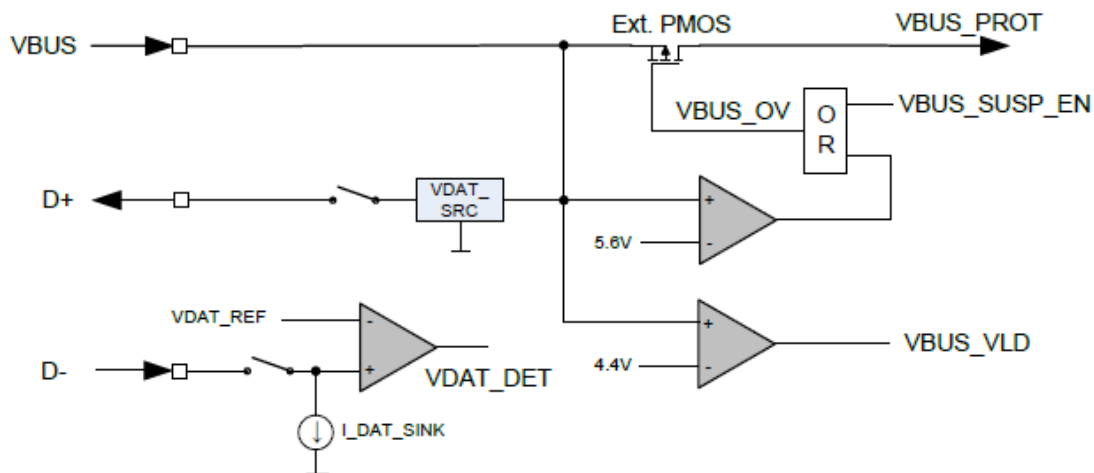 Ext. PMOS
VBUS_PROT
VBUS
VBUS_OV
O
R
VBUS_SUSP_EN
D+
VDAT_
SRC
+
5.6V
-
VDAT_REF
-
+
VDAT_DET
D-
I_DAT_SINK
+
4.4V
-
VBUS_VLD